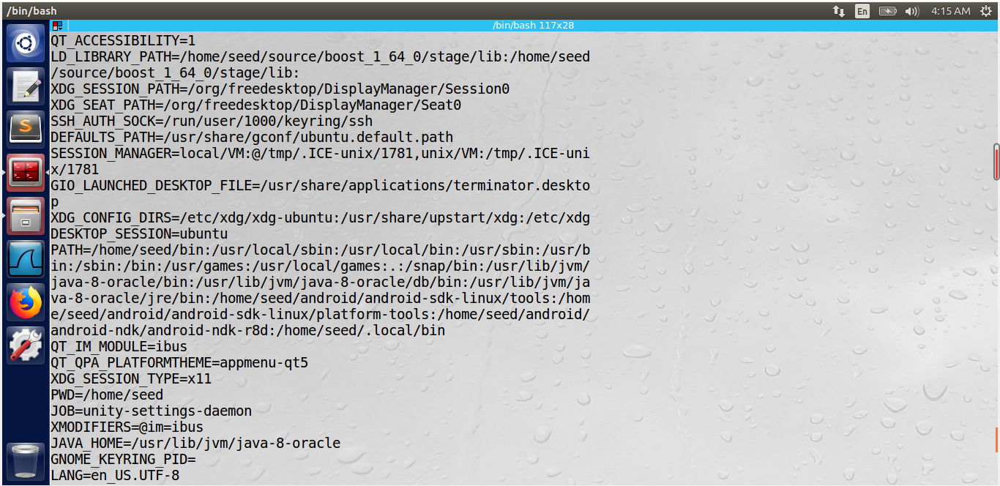 /bin/bash
En
4:15 AM
/bin/bash 117x28
QT_ACCESSIBILITY=1
LD_LIBRARY_PATH=/home/seed/source/boost_1_64_0/stage/lib:/home/seed
/source/boost_1_64_0/stage/lib:
XDG_SESSION_PATH=/org/freedesktop/DisplayManager/Session0
XDG_SEAT_PATH=/org/freedesktop/DisplayManager/Seat0
SSH_AUTH_SOCK=/run/user/1000/keyring/ssh
DEFAULTS_PATH=/usr/share/gconf/ubuntu.default.path
SESSION_MANAGER=local/VM:@/tmp/.ICE-unix/1781,unix/VM:/tmp/.ICE-uni
x/1781
GIO_LAUNCHED_DESKTOP_FILE=/usr/share/applications/terminator.deskto
p
XDG_CONFIG_DIRS=/etc/xdg/xdg-ubuntu:/usr/share/upstart/xdg:/etc/xdg
DESKTOP_SESSION=ubuntu
PATH=/home/seed/bin:/usr/local/sbin:/usr/local/bin:/usr/sbin:/usr/b
in:/sbin:/bin:/usr/games:/usr/local/games:.:/snap/bin:/usr/lib/jvm/
java-8-oracle/bin:/usr/lib/jvm/java-8-oracle/db/bin:/usr/lib/jvm/ja
va-8-oracle/jre/bin:/home/seed/android/android-sdk-linux/tools:/hom
e/seed/android/android-sdk-linux/platform-tools:/home/seed/android/
android-ndk/android-ndk-r8d:/home/seed/.local/bin
QT_IM_MODULE=ibus
QT_QPA_PLATFORMTHEME=appmenu-qt5
XDG_SESSION_TYPE=x11
PWD=/home/seed
JOB=unity-settings-daemon
XMODIFIERS=@im=ibus
JAVA_HOME=/usr/lib/jvm/java-8-oracle
GNOME_KEYRING_PID=
LANG=en_US.UTF-8